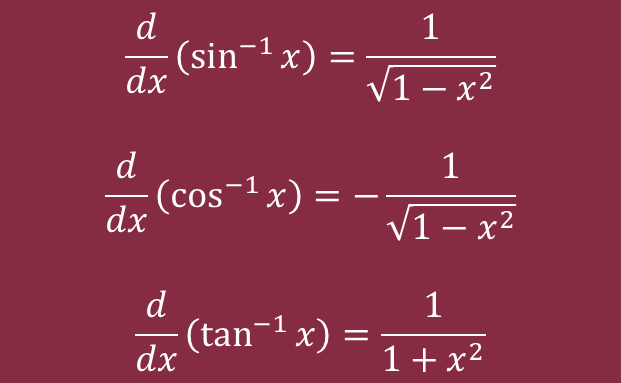 d/dx (sin⁻¹ x) = 1/√(1 − x²)
d/dx (cos⁻¹ x) = − 1/√(1 − x²)
d/dx (tan⁻¹ x) = 1/(1 + x²)